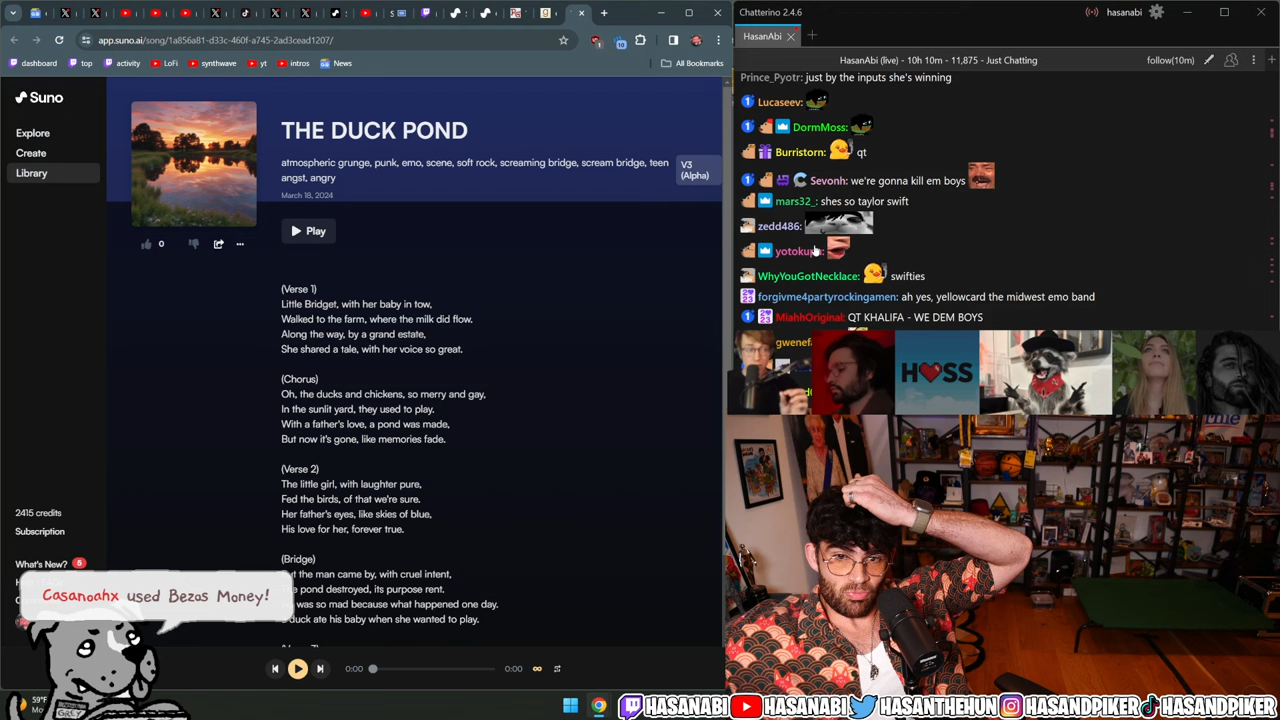 Chatterino 2.4.6
hasanabi
app.suno.ai/song/1a856a81-d33c-460f-a745-2ad3cead1207/
HasanAbi
dashboard
top
activity
LoFi
synthwave
yt
intros
News
All Bookmarks
HasanAbi (live) - 10h 10m - 11,875 - Just Chatting
follow(10m)
Suno
Explore
Create
Library
THE DUCK POND
atmospheric grunge, punk, emo, scene, soft rock, screaming bridge, scream bridge, teen
angst, angry
V3
(Alpha)
March 18, 2024
0
Play
(Verse 1)
Little Bridget, with her baby in tow,
Walked to the farm, where the milk did flow.
Along the way, by a grand estate,
She shared a tale, with her voice so great.
(Chorus)
Oh, the ducks and chickens, so merry and gay,
In the sunlit yard, they used to play.
With a father's love, a pond was made,
But now it's gone, like memories fade.
(Verse 2)
The little girl, with laughter pure,
Fed the birds, of that we're sure.
Her father's eyes, like skies of blue,
His love for her, forever true.
(Bridge)
the man came by, with cruel intent,
pond destroyed, its purpose rent.
was so mad because what happened one day.
duck ate his baby when she wanted to play.
2415 credits
Subscription
What's New?
5
Casanoahx used Bezos Money!
0:00
0:00
59°F
Prince_Pyotr: just by the inputs she's winning
Lucaseev:
DormMoss:
Burristorn: qt
Sevonh: we're gonna kill em boys
mars32_: shes so taylor swift
zedd486:
WhyYouGotNecklace: swifties
forgivme4partyrockingamen: ah yes, yellowcard the midwest emo band
MiahhOriginal: QT KHALIFA - WE DEM BOYS
H SS
HASANABI
HASANABI
HASANTHEHUN
HASANDPIKER
HASANDPIKER